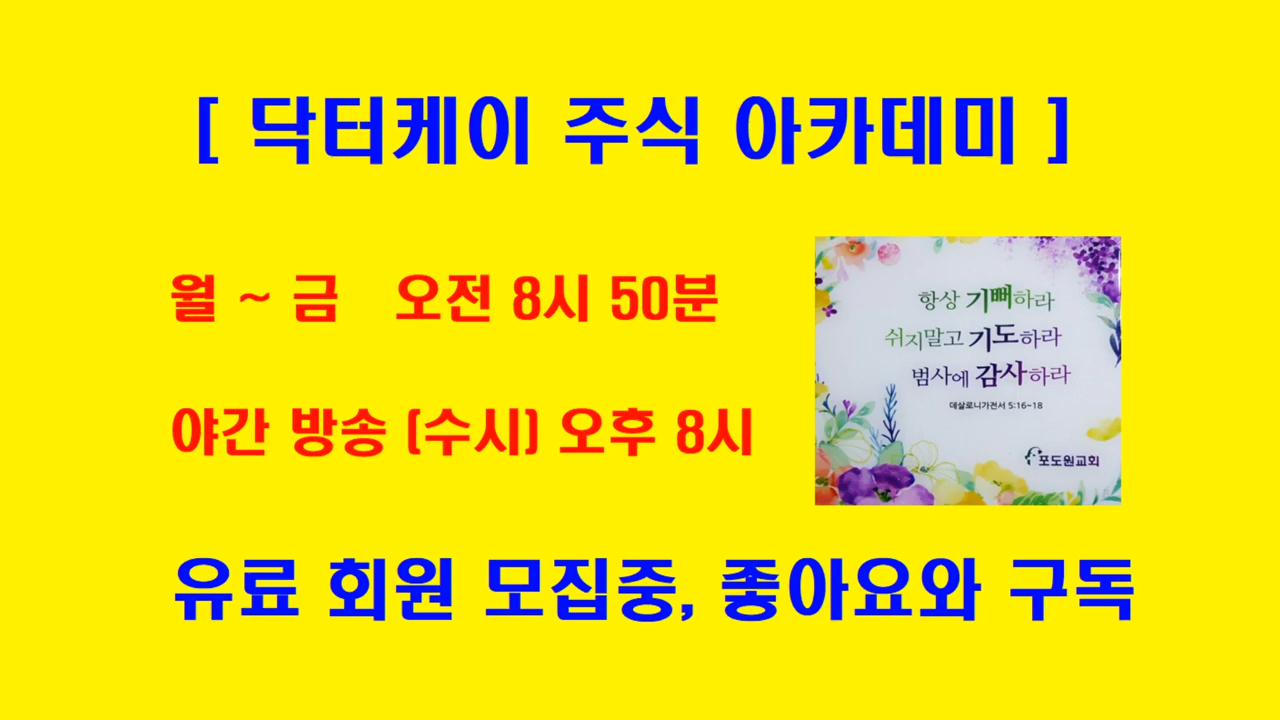 [ 닥터케이 주식 아카데미 ]
월 ~ 금 오전 8시 50분
야간 방송 (수시) 오후 8시
항상 기뻐하라
쉬지말고 기도하라
범사에 감사하라
데살로니가전서 5:16~18
포도원교회
유료 회원 모집중, 좋아요와 구독